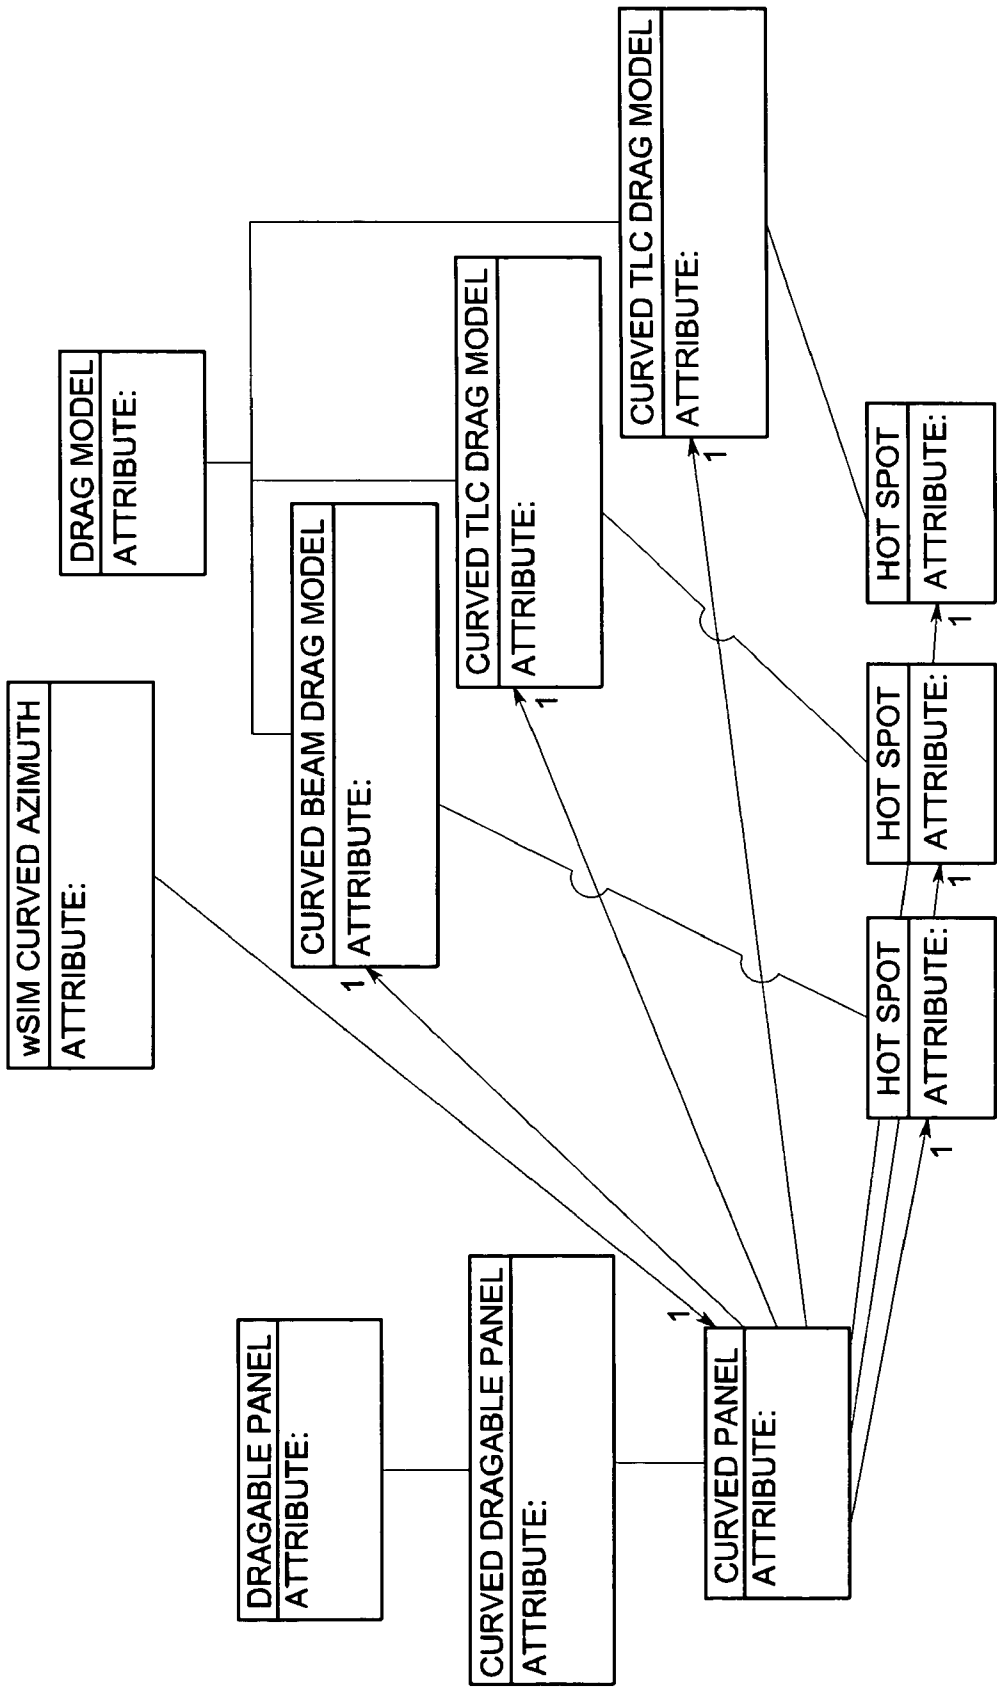 wSIM CURVED AZIMUTH
ATTRIBUTE:
DRAG MODEL
ATTRIBUTE:
DRAGABLE PANEL
ATTRIBUTE:
CURVED BEAM DRAG MODEL
ATTRIBUTE:
1
CURVED DRAGABLE PANEL
ATTRIBUTE:
CURVED TLC DRAG MODEL
ATTRIBUTE:
1
CURVED TLC DRAG MODEL
ATTRIBUTE:
1
1
CURVED PANEL
ATTRIBUTE:
HOT SPOT
ATTRIBUTE:
1
HOT SPOT
ATTRIBUTE:
1
HOT SPOT
ATTRIBUTE:
1